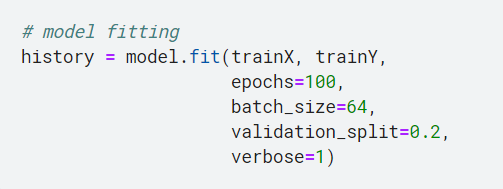 # model fitting
history = model.fit(trainX, trainY,
                    epochs=100,
                    batch_size=64,
                    validation_split=0.2,
                    verbose=1)